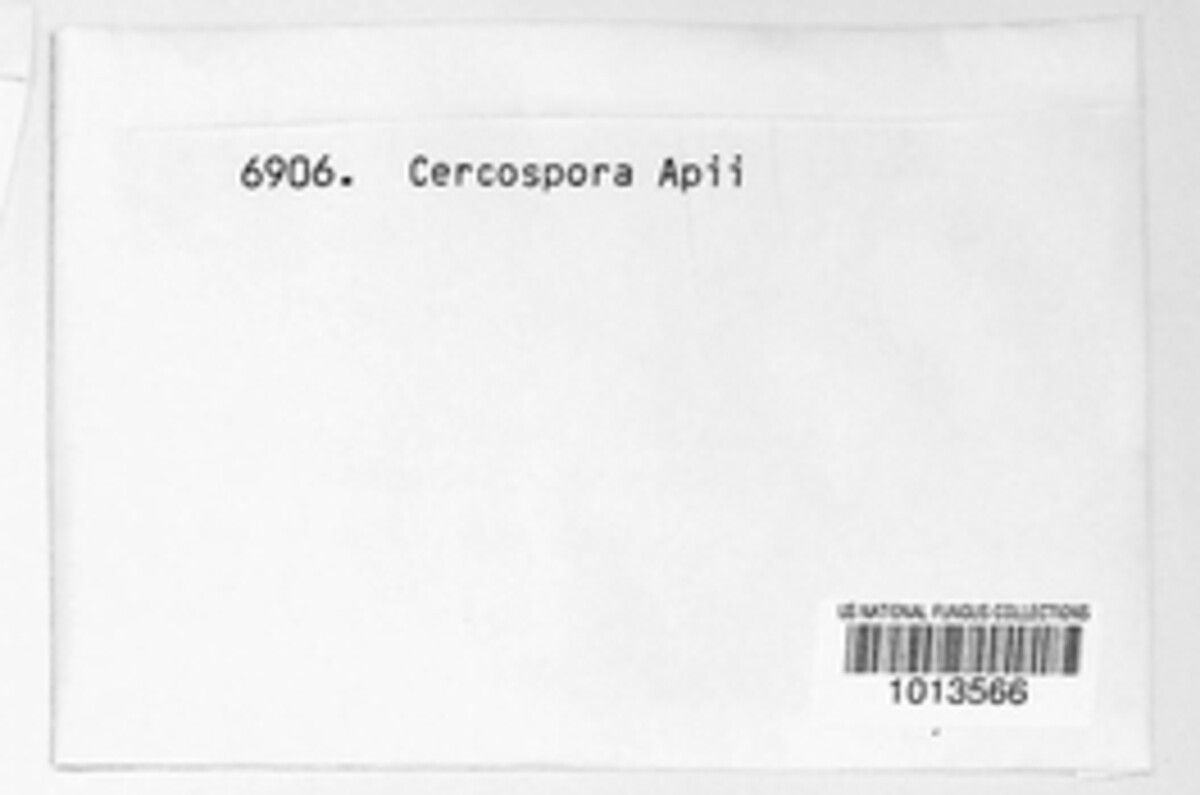 6906. Cercospora Apii
US NATIONAL FUNGUS COLLECTIONS
1013566